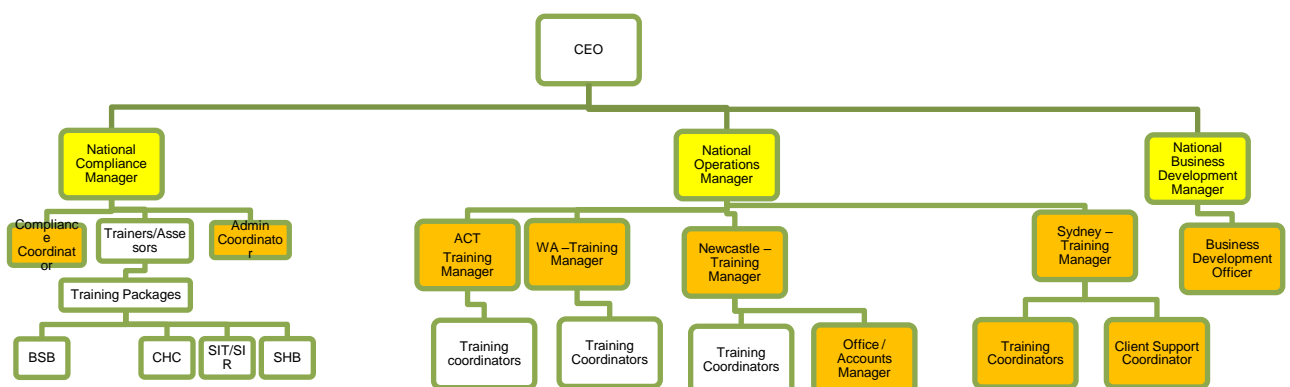 CEO
National
Compliance
Manager
National
Operations
Manager
National
Business
Development
Manager
Complianc
e
Coordinat
or
Trainers/Asse
sors
Admin
Coordinato
r
ACT
Training
Manager
WA –Training
Manager
Newcastle –
Training
Manager
Sydney –
Training
Manager
Business
Development
Officer
Training Packages
BSB
CHC
SIT/SI
R
SHB
Training
coordinators
Training
Coordinators
Training
Coordinators
Office /
Accounts
Manager
Training
Coordinators
Client Support
Coordinator